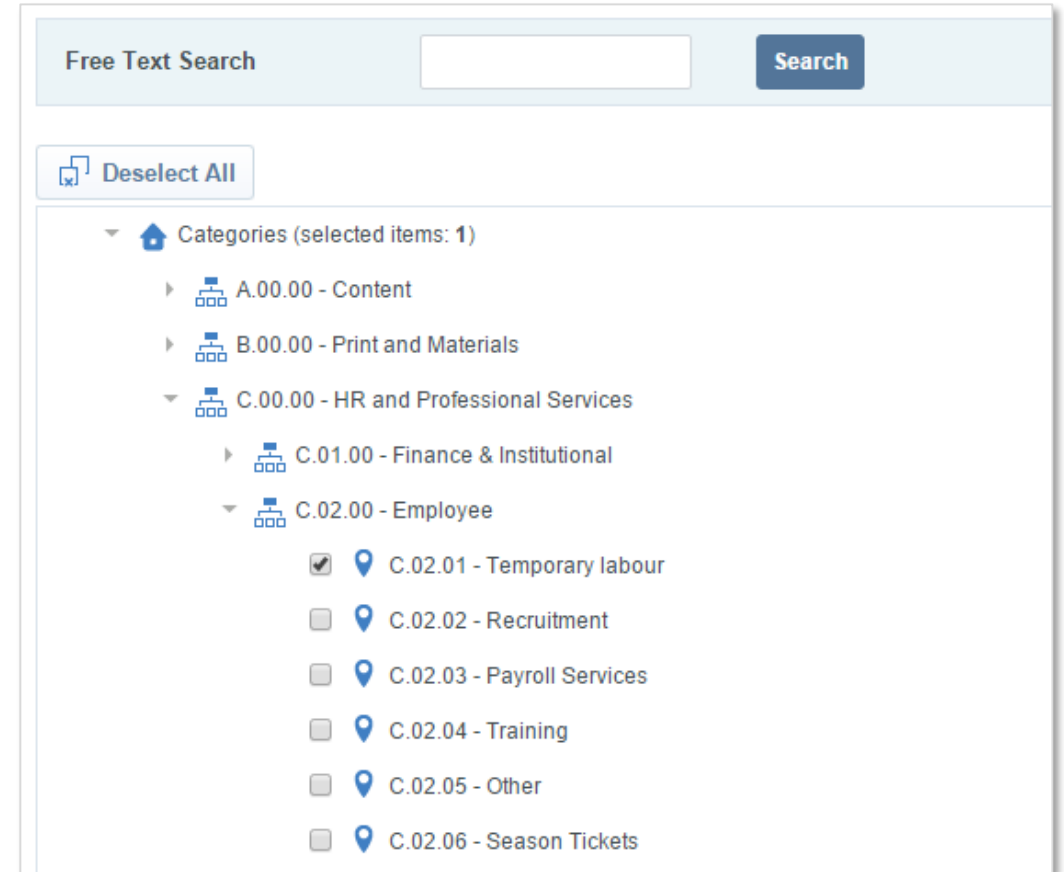 Free Text Search
Search
Deselect All
Categories (selected items: 1)
A.00.00 - Content
B.00.00 - Print and Materials
C.00.00 - HR and Professional Services
C.01.00 - Finance & Institutional
C.02.00 - Employee
C.02.01 - Temporary labour
C.02.02 - Recruitment
C.02.03 - Payroll Services
C.02.04 - Training
C.02.05 - Other
C.02.06 - Season Tickets